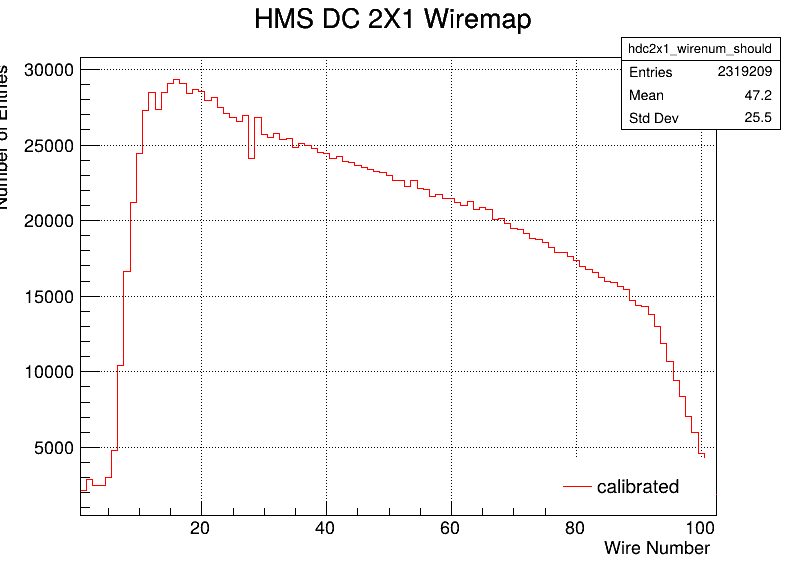 HMS DC 2X1 Wiremap
hdc2x1_wirenum_should
Entries 2319209
Mean 47.2
Std Dev 25.5
Number of Entries
30000
25000
20000
15000
10000
5000
calibrated
20 40 60 80 100
Wire Number